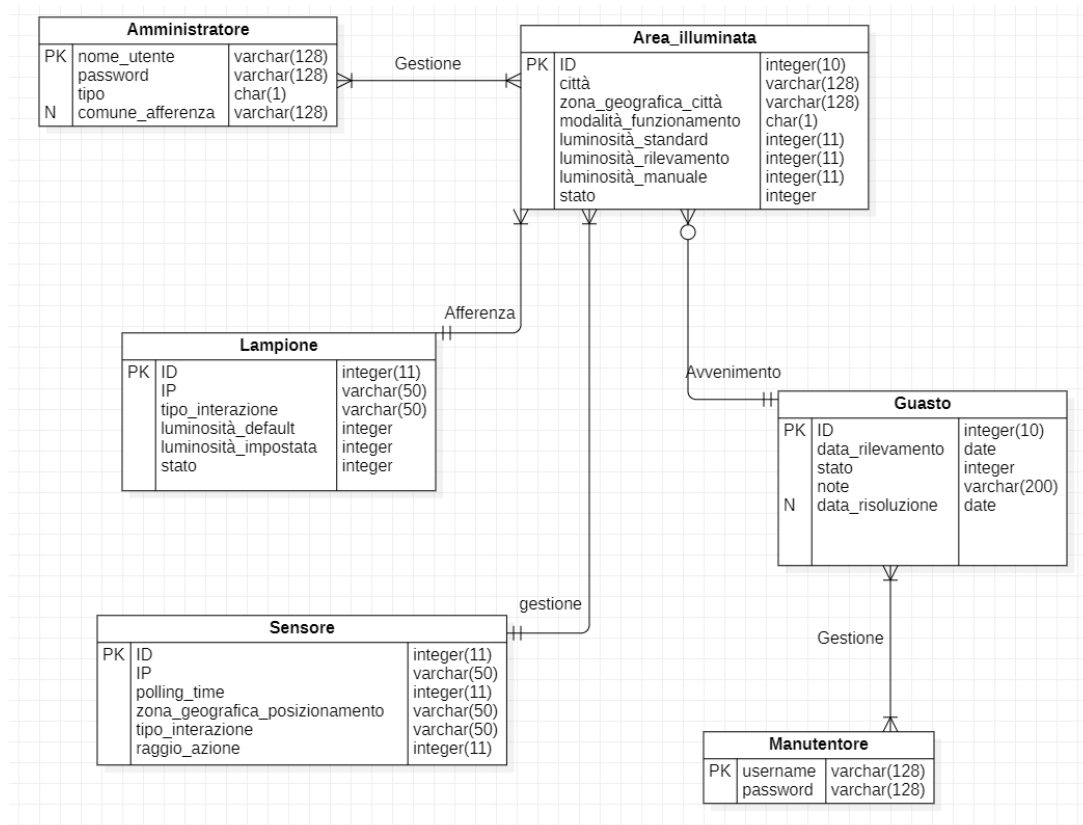 Amministratore
PK nome_utente varchar(128)
password varchar(128)
tipo char(1)
N comune_afferenza varchar(128)
Gestione
Area_illuminata
PK ID integer(10)
città varchar(128)
zona_geografica_città varchar(128)
modalità_funzionamento char(1)
luminosità_standard integer(11)
luminosità_rilevamento integer(11)
luminosità_manuale integer(11)
stato integer
Afferenza
Lampione
PK ID integer(11)
IP varchar(50)
tipo_interazione varchar(50)
luminosità_default integer
luminosità_impostata integer
stato integer
Avvenimento
Guasto
PK ID integer(10)
data_rilevamento date
stato integer
note varchar(200)
N data_risoluzione date
gestione
Sensore
PK ID integer(11)
IP varchar(50)
polling_time integer(11)
zona_geografica_posizionamento varchar(50)
tipo_interazione varchar(50)
raggio_azione integer(11)
Gestione
Manutentore
PK username varchar(128)
password varchar(128)